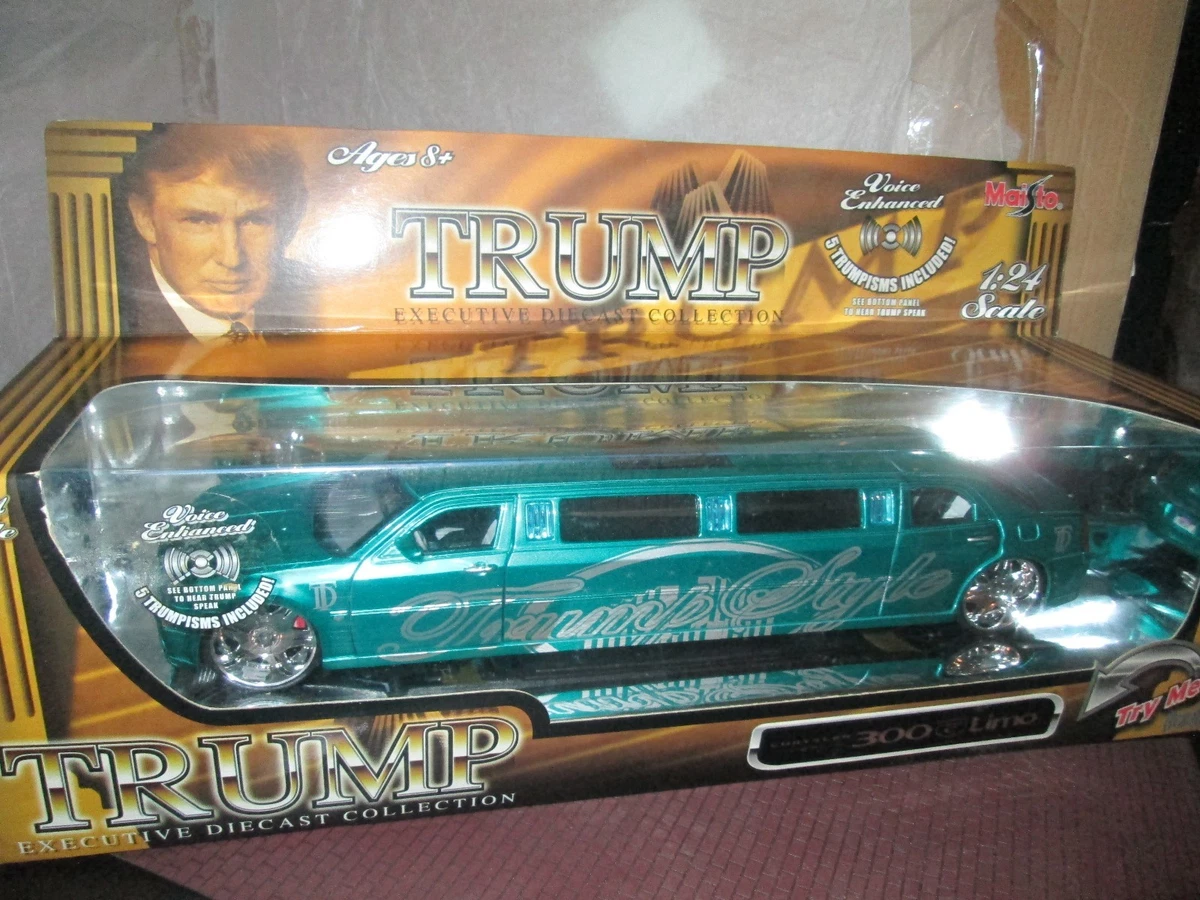 Ages 8+
Voice
Enhanced
Maisto
TRUMP
EXECUTIVE DIECAST COLLECTION
5 TRUMPISMS INCLUDED!
SEE BOTTOM PANEL
TO HEAR TRUMP SPEAK
1:24
Scale
Voice
Enhanced
SEE BOTTOM PANEL
TO HEAR TRUMP
SPEAK
5 TRUMPISMS INCLUDED!
Trump Style
TRUMP
EXECUTIVE DIECAST COLLECTION
CHRYSLER
300 C Limo
Try Me